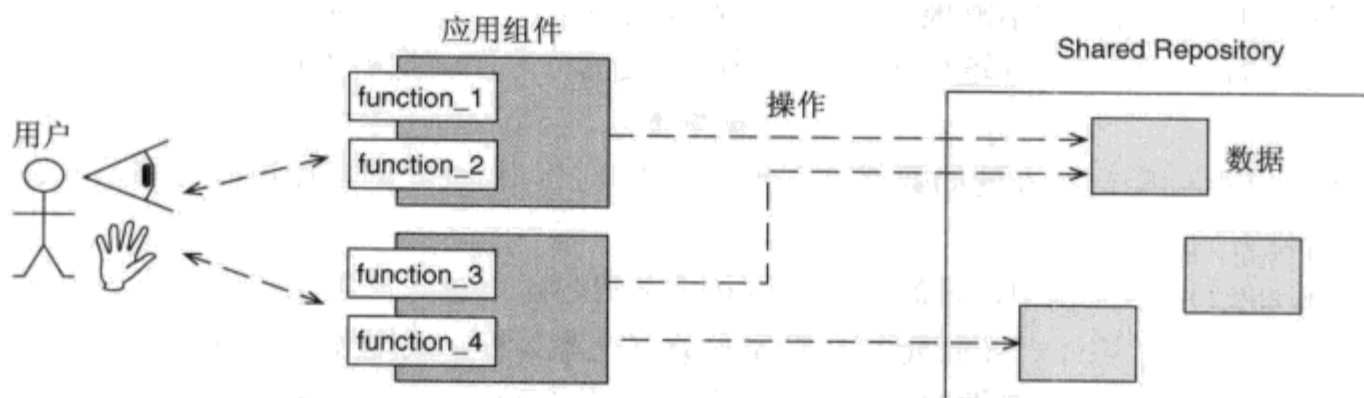 应用组件
Shared Repository
function_1
操作
用户
function_2
数据
function_3
function_4